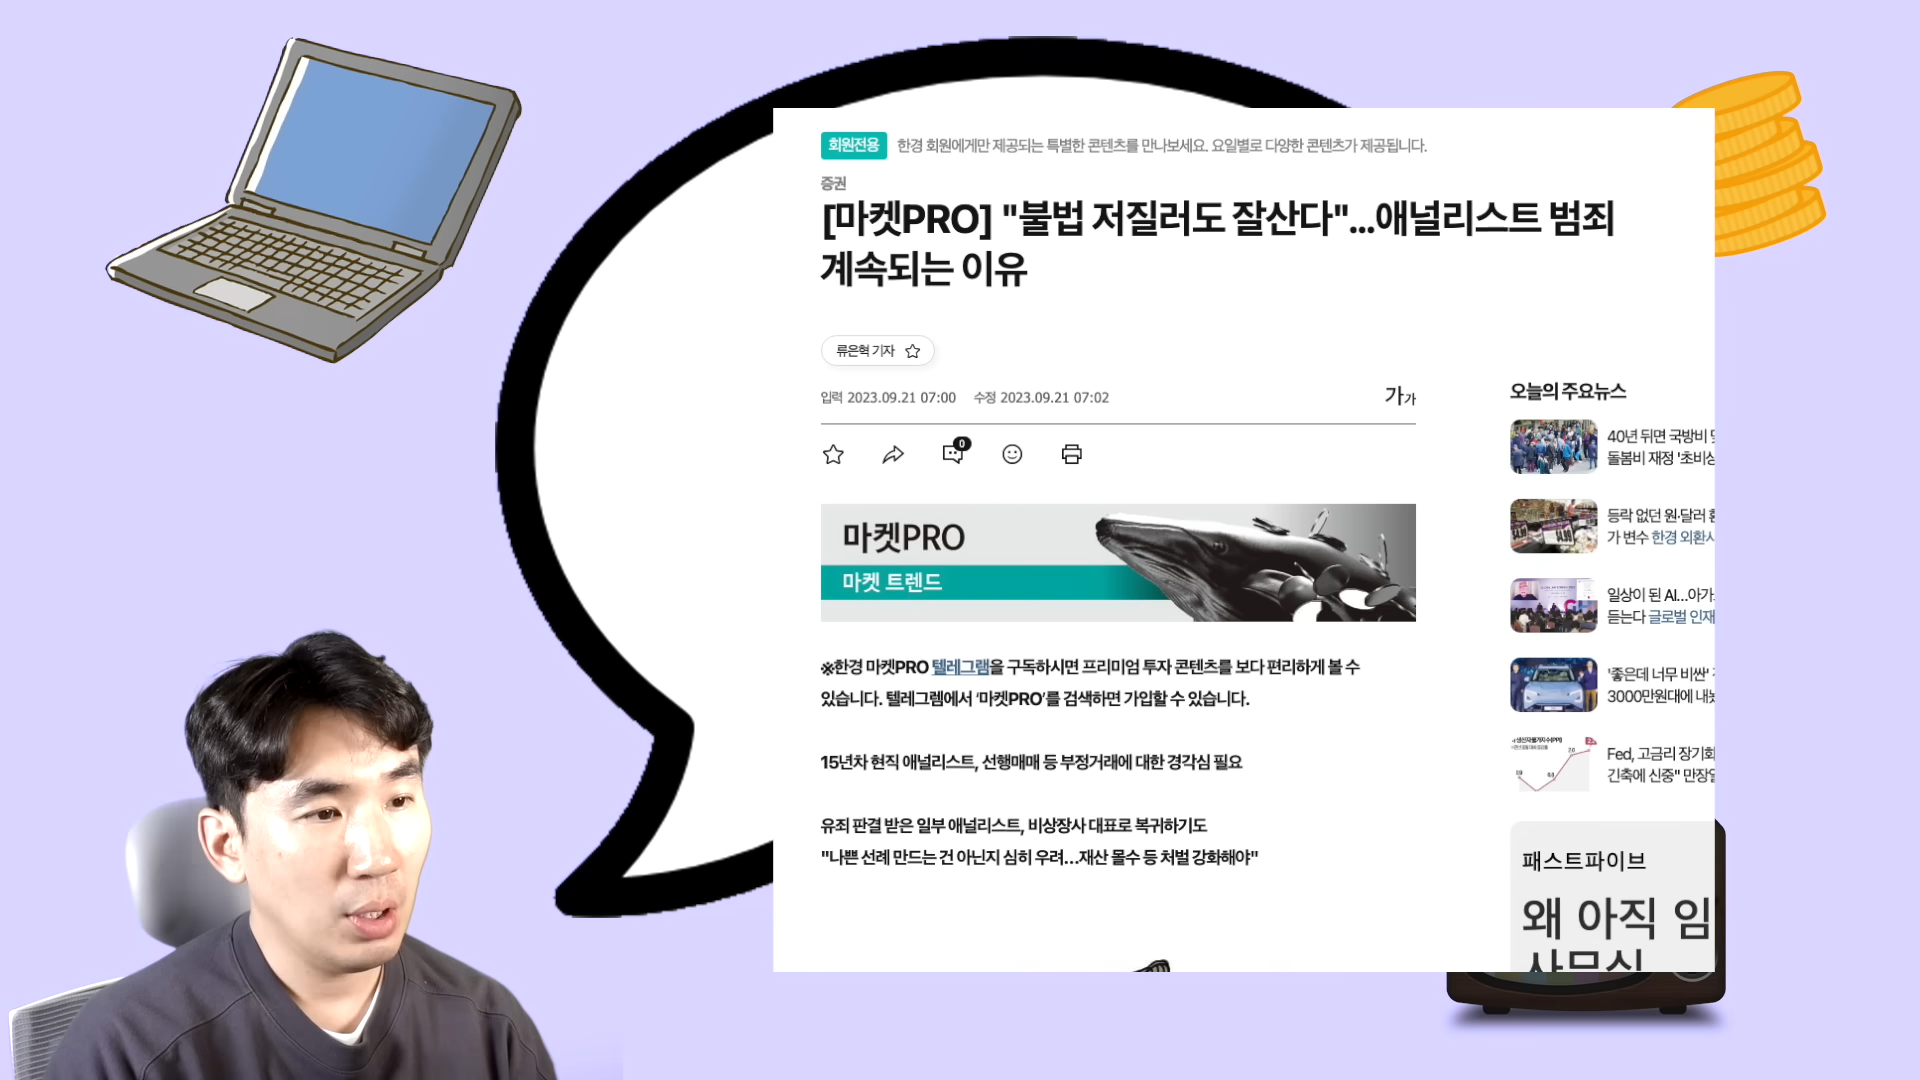 회원전용 한경 회원에게만 제공되는 특별한 콘텐츠를 만나보세요. 요일별로 다양한 콘텐츠가 제공됩니다.
증권
[마켓PRO] "불법 저질러도 잘산다"...애널리스트 범죄
계속되는 이유
류은혁 기자
입력 2023.09.21 07:00 수정 2023.09.21 07:02
가가
0
마켓PRO
마켓 트렌드
※한경 마켓PRO 텔레그램을 구독하시면 프리미엄 투자 콘텐츠를 보다 편리하게 볼 수
있습니다. 텔레그렘에서 ‘마켓PRO’를 검색하면 가입할 수 있습니다.
15년차 현직 애널리스트, 선행매매 등 부정거래에 대한 경각심 필요
유죄 판결 받은 일부 애널리스트, 비상장사 대표로 복귀하기도
"나쁜 선례 만드는 건 아닌지 심히 우려…재산 몰수 등 처벌 강화해야"
오늘의 주요뉴스
40년 뒤면 국방비
돌봄비 재정 '초비상
등락 없던 원·달러
가 변수 한경 외환시
일상이 된 AI…아가
듣는다 글로벌 인재
'좋은데 너무 비싼'
3000만원대에 내놨
Fed, 고금리 장기화
긴축에 신중" 만장일
패스트파이브
왜 아직 임
사무실